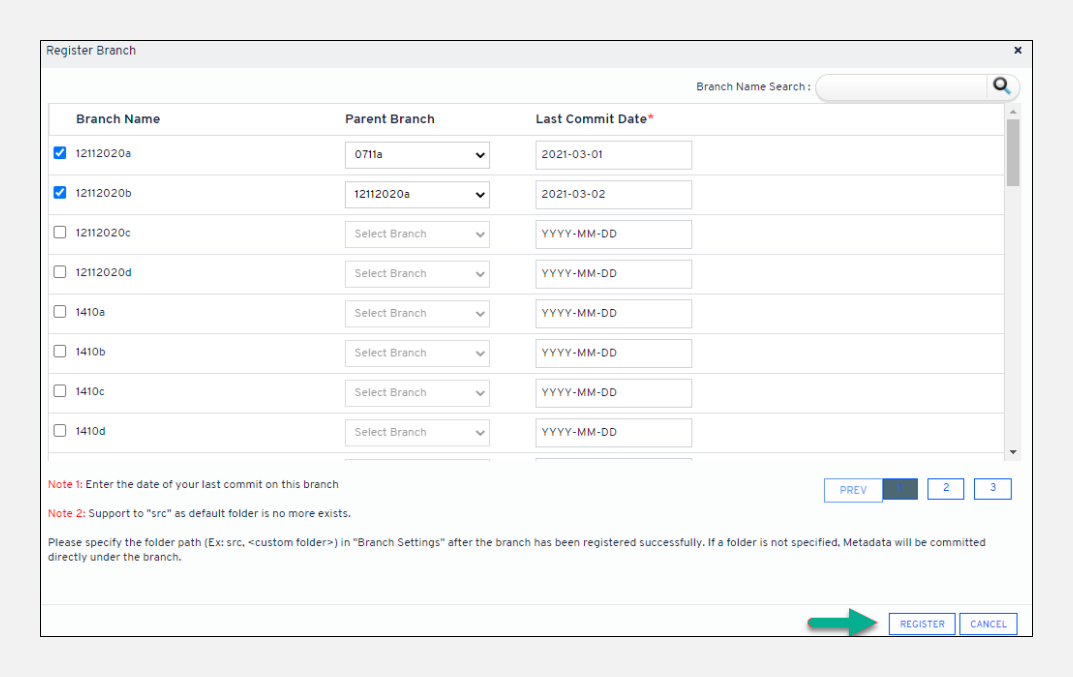 Register Branch ×
Branch Name Search :
Branch Name Parent Branch Last Commit Date*
12112020a 0711a 2021-03-01
12112020b 12112020a 2021-03-02
12112020c Select Branch YYYY-MM-DD
12112020d Select Branch YYYY-MM-DD
1410a Select Branch YYYY-MM-DD
1410b Select Branch YYYY-MM-DD
1410c Select Branch YYYY-MM-DD
1410d Select Branch YYYY-MM-DD
Note 1: Enter the date of your last commit on this branch
PREV 1 2 3
Note 2: Support to "src" as default folder is no more exists.
Please specify the folder path (Ex: src, <custom folder>) in "Branch Settings" after the branch has been registered successfully. If a folder is not specified, Metadata will be committed
directly under the branch.
REGISTER CANCEL